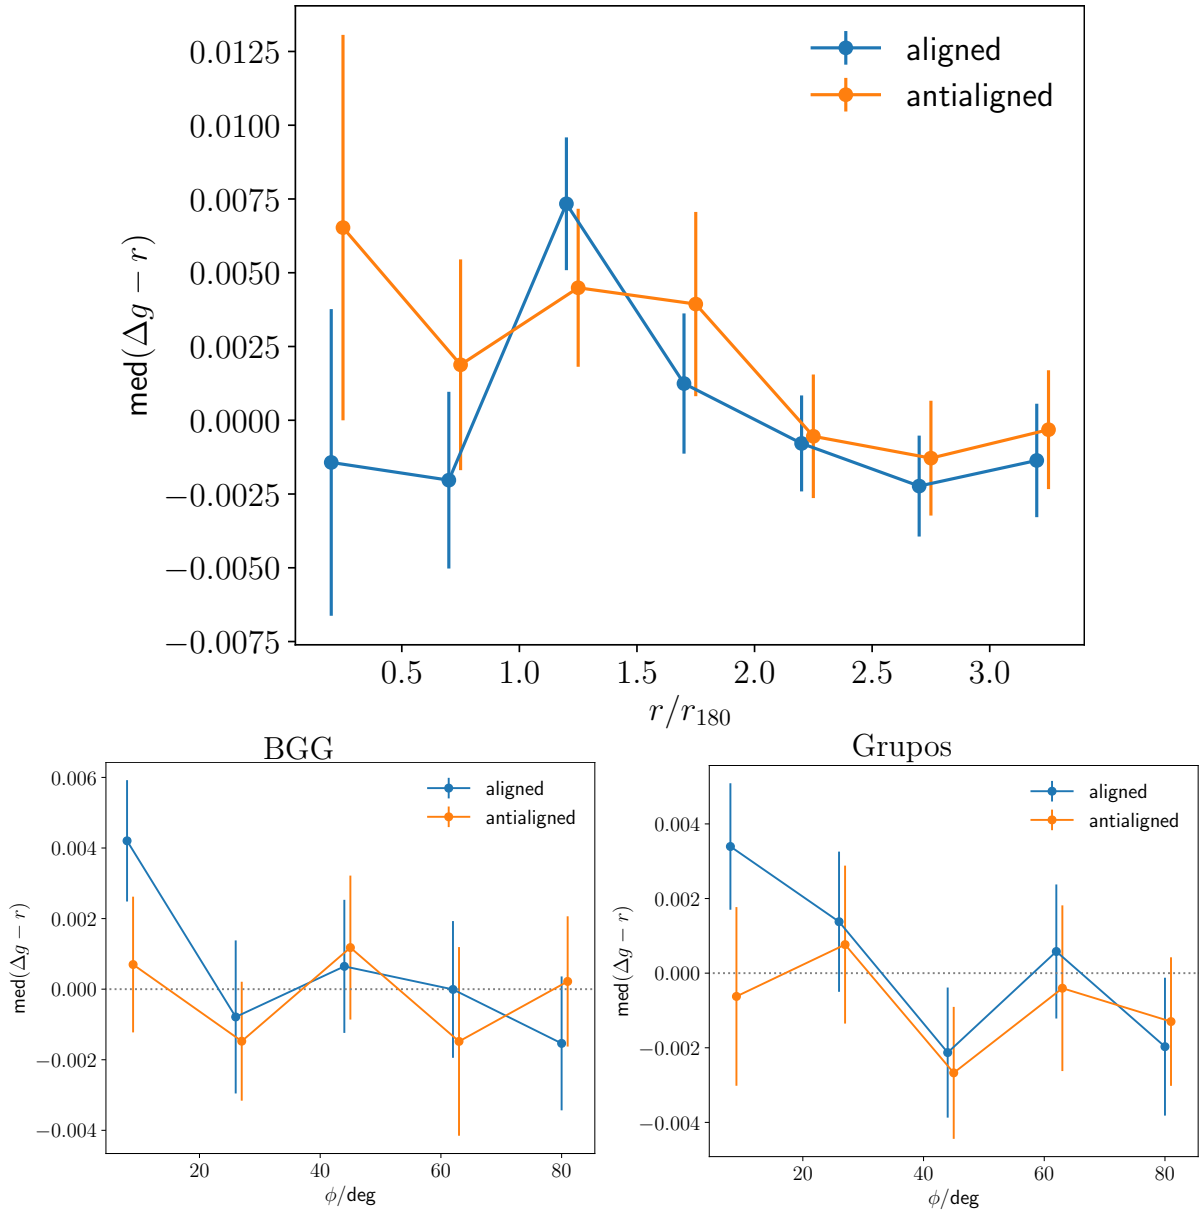 aligned
antialigned
med(Δg − r)
0.0125
0.0100
0.0075
0.0050
0.0025
0.0000
−0.0025
−0.0050
−0.0075
0.5 1.0 1.5 2.0 2.5 3.0
r/r180
BGG
aligned
antialigned
med(Δg − r)
0.006
0.004
0.002
0.000
−0.002
−0.004
20 40 60 80
ϕ/deg
Grupos
aligned
antialigned
med(Δg − r)
0.004
0.002
0.000
−0.002
−0.004
20 40 60 80
ϕ/deg